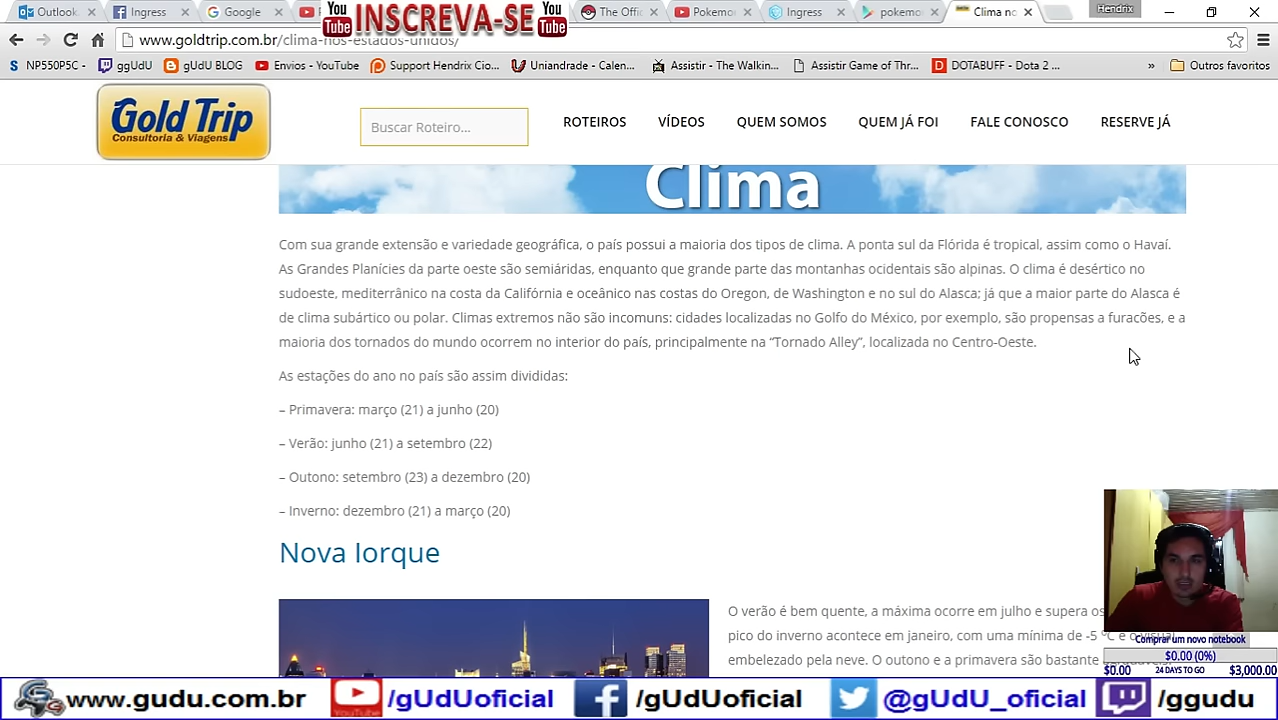 Outlook
Ingress
Google
You Tube INSCREVA-SE You Tube
The Offi
Pokemo
Ingress
pokemo
Clima no
Hendrix
www.goldtrip.com.br/clima-nos-estados-unidos/
NP550P5C -
ggUdU
gUdU BLOG
Envios - YouTube
Support Hendrix Cio...
Uniandrade - Calen...
Assistir - The Walkin...
Assistir Game of Thr...
DOTABUFF - Dota 2 ...
»
Outros favoritos
Gold Trip
Consultoria & Viagens
Buscar Roteiro...
ROTEIROS
VÍDEOS
QUEM SOMOS
QUEM JÁ FOI
FALE CONOSCO
RESERVE JÁ
Clima
Com sua grande extensão e variedade geográfica, o país possui a maioria dos tipos de clima. A ponta sul da Flórida é tropical, assim como o Havaí.
As Grandes Planícies da parte oeste são semiáridas, enquanto que grande parte das montanhas ocidentais são alpinas. O clima é desértico no
sudoeste, mediterrânico na costa da Califórnia e oceânico nas costas do Oregon, de Washington e no sul do Alasca; já que a maior parte do Alasca é
de clima subártico ou polar. Climas extremos não são incomuns: cidades localizadas no Golfo do México, por exemplo, são propensas a furacões, e a
maioria dos tornados do mundo ocorrem no interior do país, principalmente na “Tornado Alley”, localizada no Centro-Oeste.
As estações do ano no país são assim divididas:
– Primavera: março (21) a junho (20)
– Verão: junho (21) a setembro (22)
– Outono: setembro (23) a dezembro (20)
– Inverno: dezembro (21) a março (20)
Nova Iorque
O verão é bem quente, a máxima ocorre em julho e supera os
pico do inverno acontece em janeiro, com uma mínima de -5 °C e o visual
embelezado pela neve. O outono e a primavera são bastante
Comprar um novo notebook
$0.00 (0%)
$0.00 24 DAYS TO GO $3,000.00
www.gudu.com.br
YouTube /gUdUoficial
/gUdUoficial
@gUdU_oficial
/ggudu